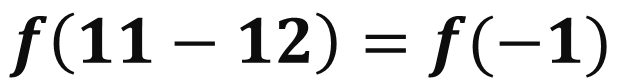 f(11 − 12) = f(−1)